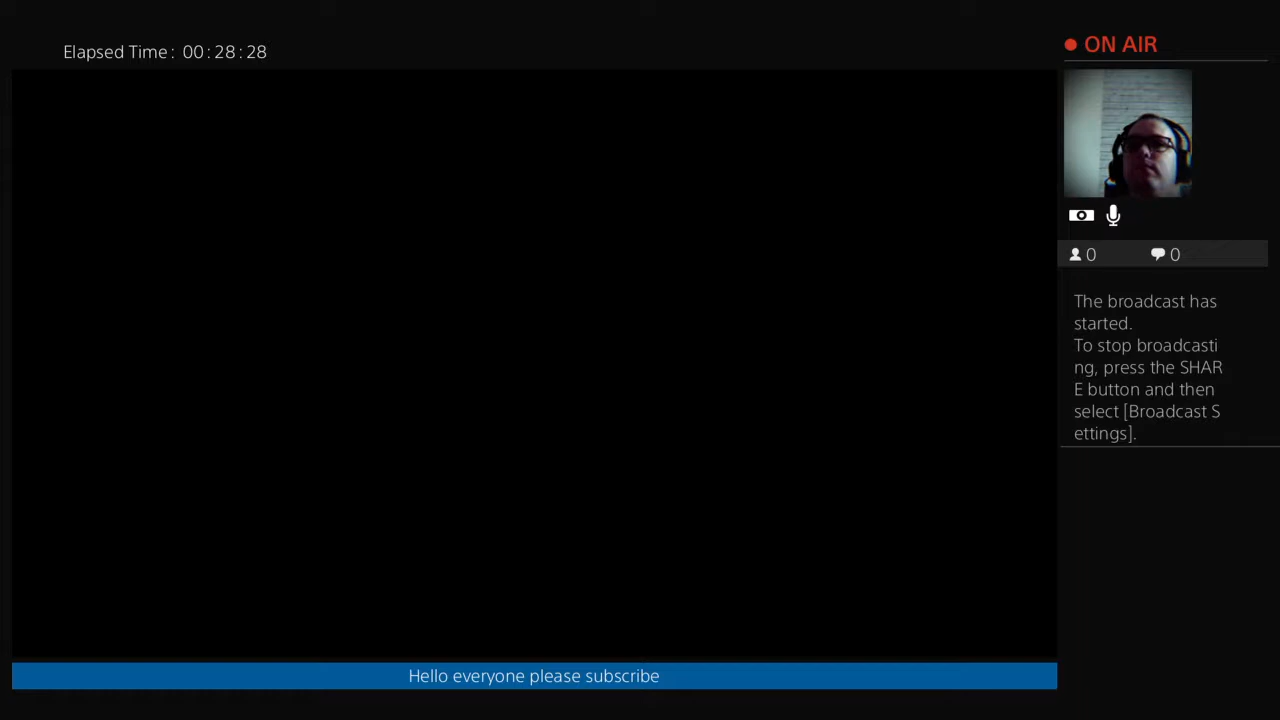 Elapsed Time: 00:28:28
ON AIR
0 0
The broadcast has
started.
To stop broadcasti
ng, press the SHAR
E button and then
select [Broadcast S
ettings].
Hello everyone please subscribe